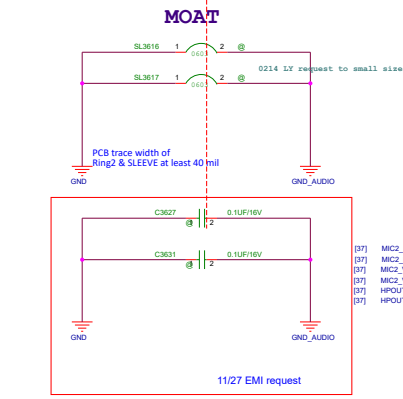 MOAT
SL3616 1 2 @
060
0214 LY request to small size
SL3617 1 2 @
060
PCB trace width of
Ring2 & SLEEVE at least 40 mil
GND GND_AUDIO
C3627 @ 2 0.1UF/16V
C3631 @ 2 0.1UF/16V
[37] MIC2_
[37] MIC2_
[37] MIC2_
[37] MIC2_
[37] HPOUT
[37] HPOUT
GND GND_AUDIO
11/27 EMI request